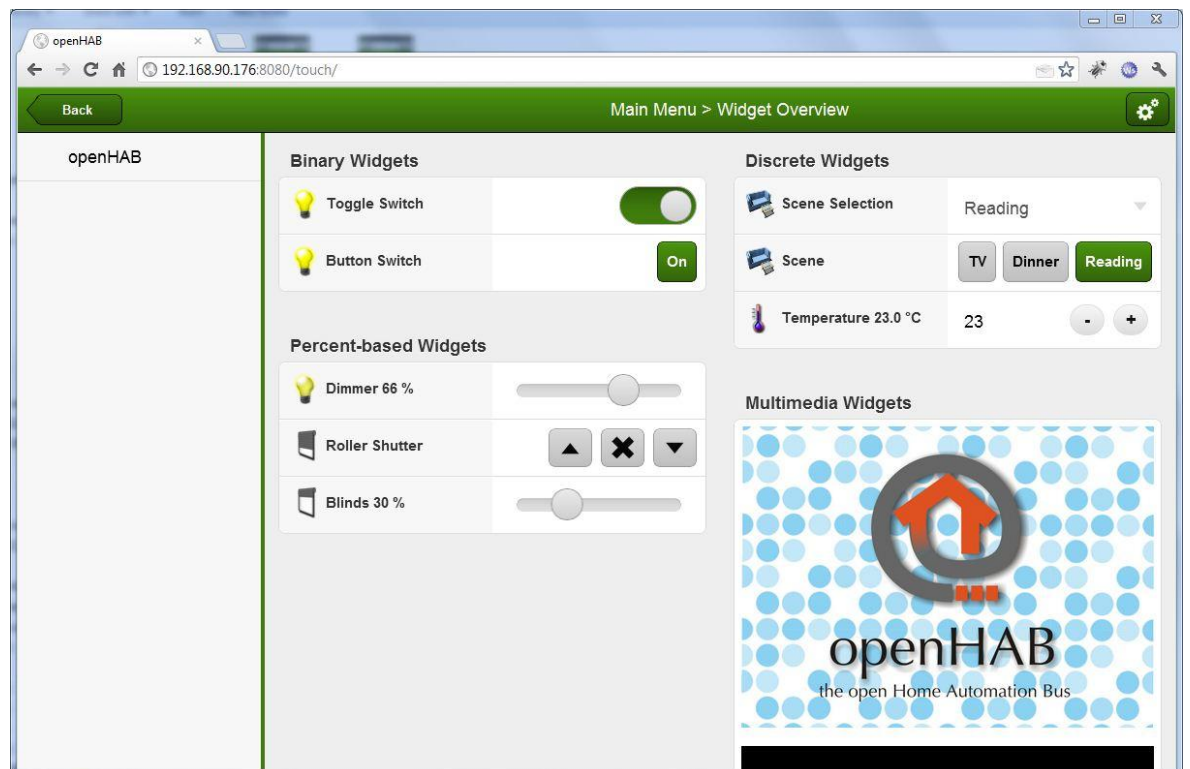 openHAB
192.168.90.176:8080/touch/
Back
Main Menu > Widget Overview
openHAB
Binary Widgets
Toggle Switch
Button Switch
On
Percent-based Widgets
Dimmer 66 %
Roller Shutter
Blinds 30 %
Discrete Widgets
Scene Selection
Reading
Scene
TV Dinner Reading
Temperature 23.0 °C
23
- +
Multimedia Widgets
openHAB
the open Home Automation Bus